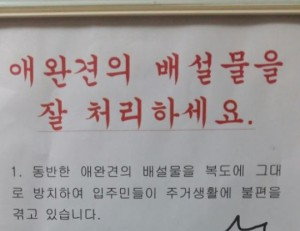 애완견의 배설물을
잘 처리하세요.
1. 동반한 애완견의 배설물을 복도에 그대
로 방치하여 입주민들이 주거생활에 불편을
겪고 있습니다.